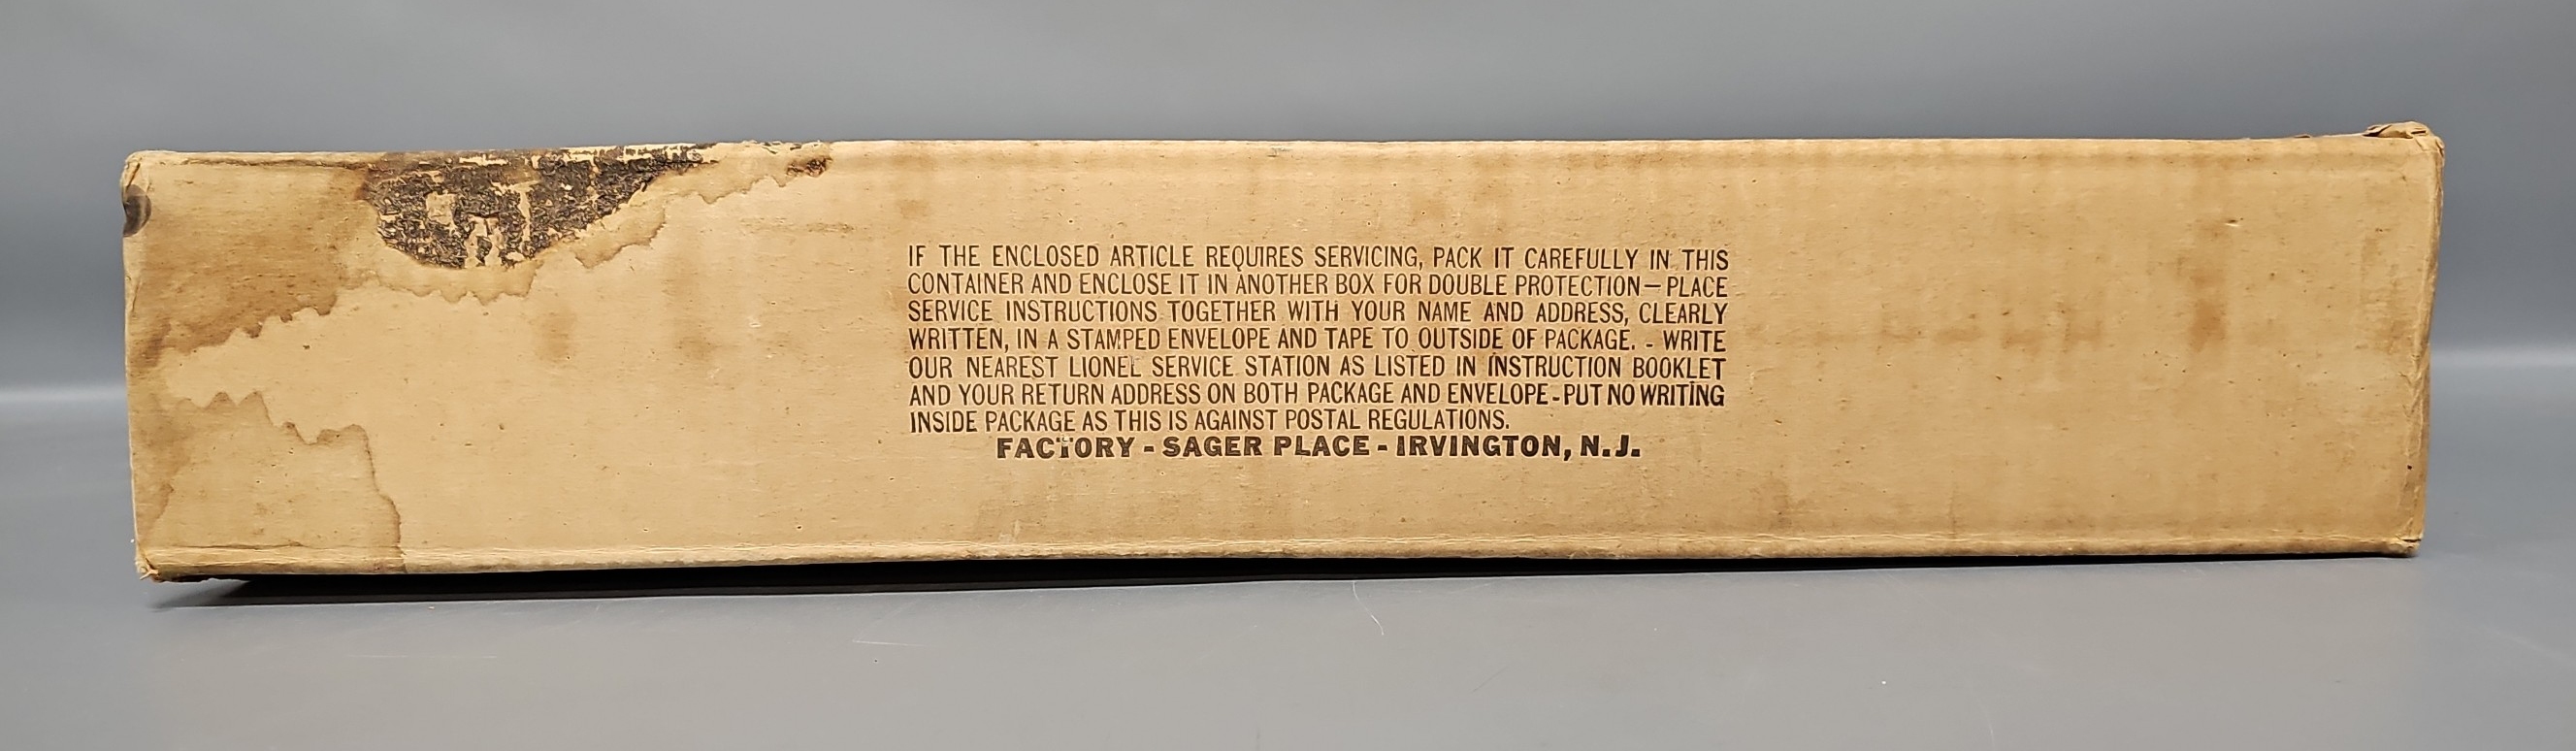 IF THE ENCLOSED ARTICLE REQUIRES SERVICING, PACK IT CAREFULLY IN THIS
CONTAINER AND ENCLOSE IT IN ANOTHER BOX FOR DOUBLE PROTECTION—PLACE
SERVICE INSTRUCTIONS TOGETHER WITH YOUR NAME AND ADDRESS, CLEARLY
WRITTEN, IN A STAMPED ENVELOPE AND TAPE TO OUTSIDE OF PACKAGE. - WRITE
OUR NEAREST LIONEL SERVICE STATION AS LISTED IN INSTRUCTION BOOKLET
AND YOUR RETURN ADDRESS ON BOTH PACKAGE AND ENVELOPE-PUT NO WRITING
INSIDE PACKAGE AS THIS IS AGAINST POSTAL REGULATIONS.
FACTORY - SAGER PLACE - IRVINGTON, N.J.